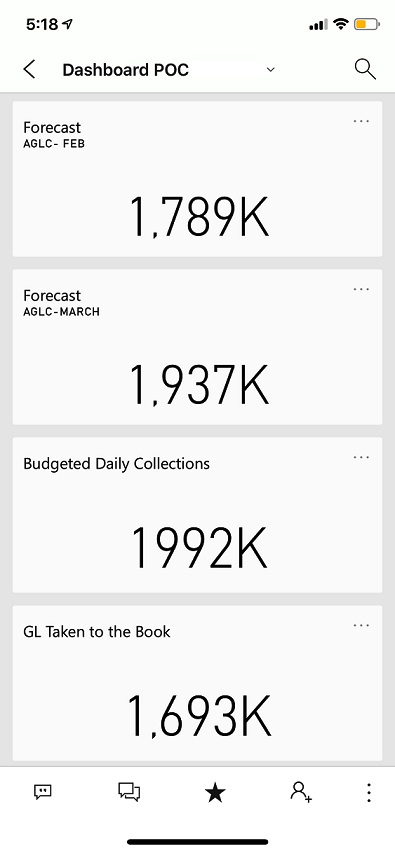 5:18
Dashboard POC
Forecast
AGLC- FEB
1,789K
Forecast
AGLC-MARCH
1,937K
Budgeted Daily Collections
1992K
GL Taken to the Book
1,693K